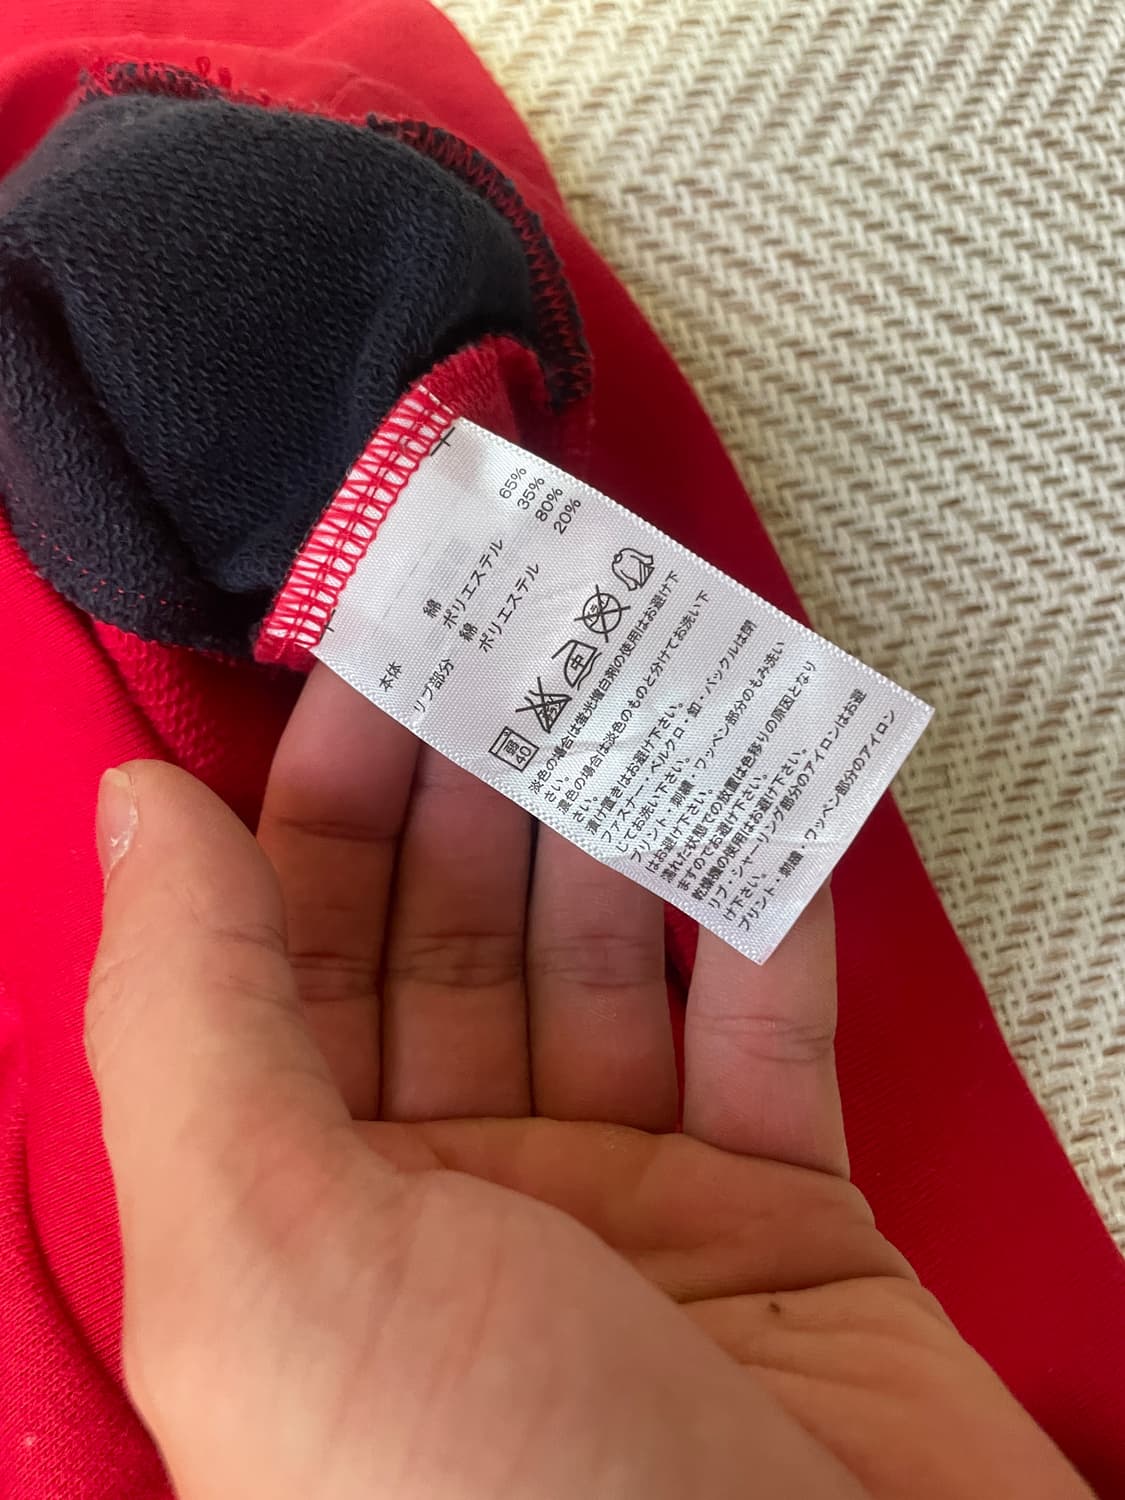 本体 綿 65%
ポリエステル 35%
リブ部分 綿 80%
ポリエステル 20%
弱 40 エンソサラシ 中
淡色の場合は蛍光増白剤の使用はお避け下
さい。
濃色の場合は淡色のものと分けてお洗い下
さい。
漬け置きはお避け下さい。
ファスナー・ベルクロ・釦・バックルは閉
じてお洗い下さい。
プリント・刺繍・ワッペン部分のもみ洗い
はお避け下さい。
濡れた状態での放置は色移りの原因となり
ますのでお避け下さい。
乾燥機の使用はお避け下さい。
リブ・シャーリング部分のアイロンはお避
け下さい。
プリント・刺繍・ワッペン部分のアイロン